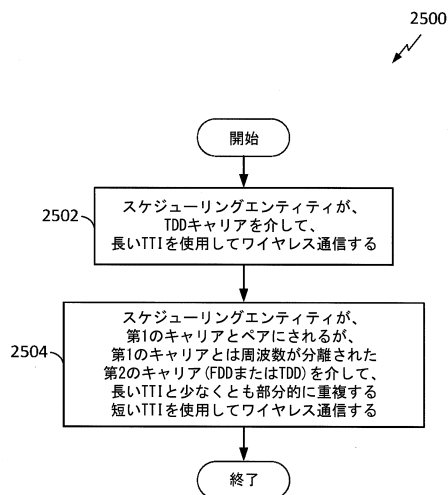 2500
開始
2502
スケジューリングエンティティが、
TDDキャリアを介して、
長いTTIを使用してワイヤレス通信する
2504
スケジューリングエンティティが、
第1のキャリアとペアにされるが、
第1のキャリアとは周波数が分離された
第2のキャリア(FDDまたはTDD)を介して、
長いTTIと少なくとも部分的に重複する
短いTTIを使用してワイヤレス通信する
終了